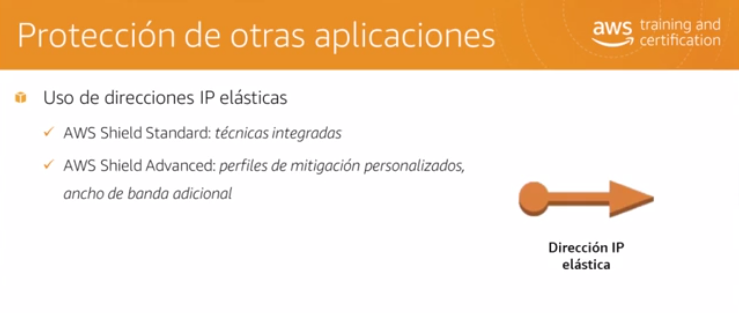 Protección de otras aplicaciones
aws training and
certification
Uso de direcciones IP elásticas
AWS Shield Standard: técnicas integradas
AWS Shield Advanced: perfiles de mitigación personalizados,
ancho de banda adicional
Dirección IP
elástica